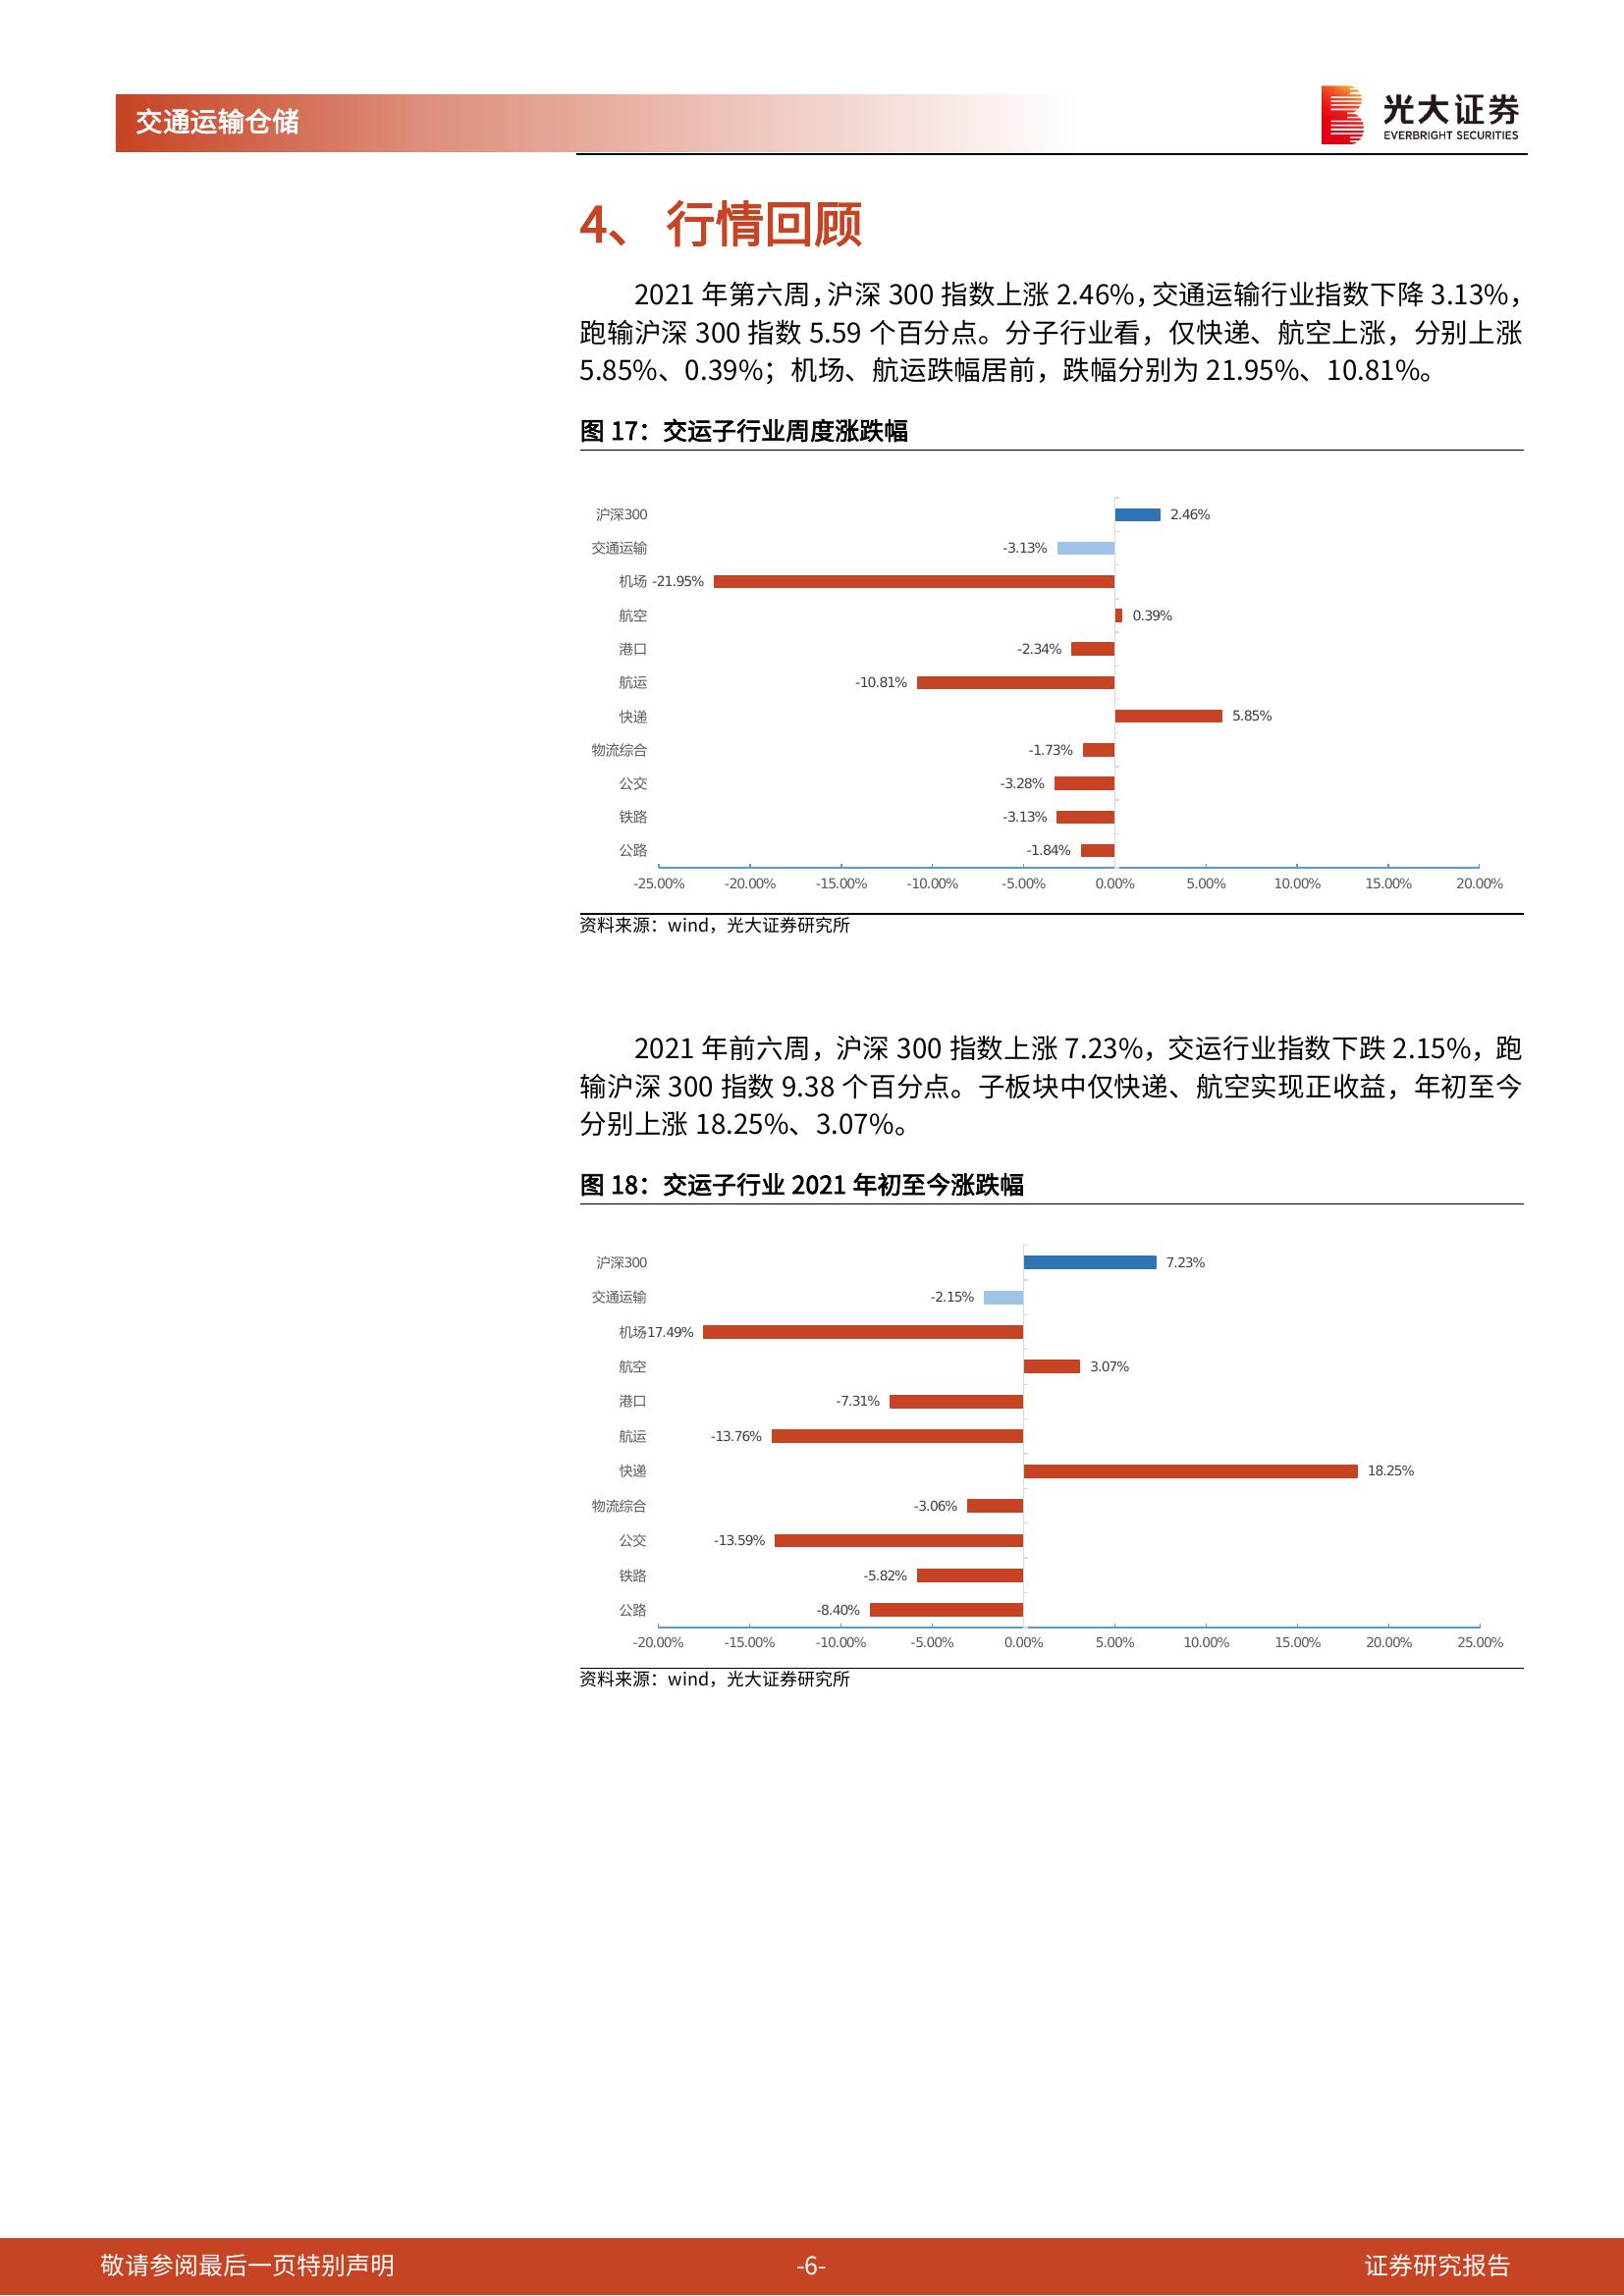 交通运输仓储
光大证券
EVERBRIGHT SECURITIES
4、 行情回顾
2021 年第六周，沪深 300 指数上涨 2.46%，交通运输行业指数下降 3.13%，
跑输沪深 300 指数 5.59 个百分点。分子行业看，仅快递、航空上涨，分别上涨
5.85%、0.39%；机场、航运跌幅居前，跌幅分别为 21.95%、10.81%。
图 17：交运子行业周度涨跌幅
沪深300 2.46%
交通运输 -3.13%
机场 -21.95%
航空 0.39%
港口 -2.34%
航运 -10.81%
快递 5.85%
物流综合 -1.73%
公交 -3.28%
铁路 -3.13%
公路 -1.84%
-25.00% -20.00% -15.00% -10.00% -5.00% 0.00% 5.00% 10.00% 15.00% 20.00%
资料来源：wind，光大证券研究所
2021 年前六周，沪深 300 指数上涨 7.23%，交运行业指数下跌 2.15%，跑
输沪深 300 指数 9.38 个百分点。子板块中仅快递、航空实现正收益，年初至今
分别上涨 18.25%、3.07%。
图 18：交运子行业 2021 年初至今涨跌幅
沪深300 7.23%
交通运输 -2.15%
机场 -17.49%
航空 3.07%
港口 -7.31%
航运 -13.76%
快递 18.25%
物流综合 -3.06%
公交 -13.59%
铁路 -5.82%
公路 -8.40%
-20.00% -15.00% -10.00% -5.00% 0.00% 5.00% 10.00% 15.00% 20.00% 25.00%
资料来源：wind，光大证券研究所
敬请参阅最后一页特别声明 -6- 证券研究报告